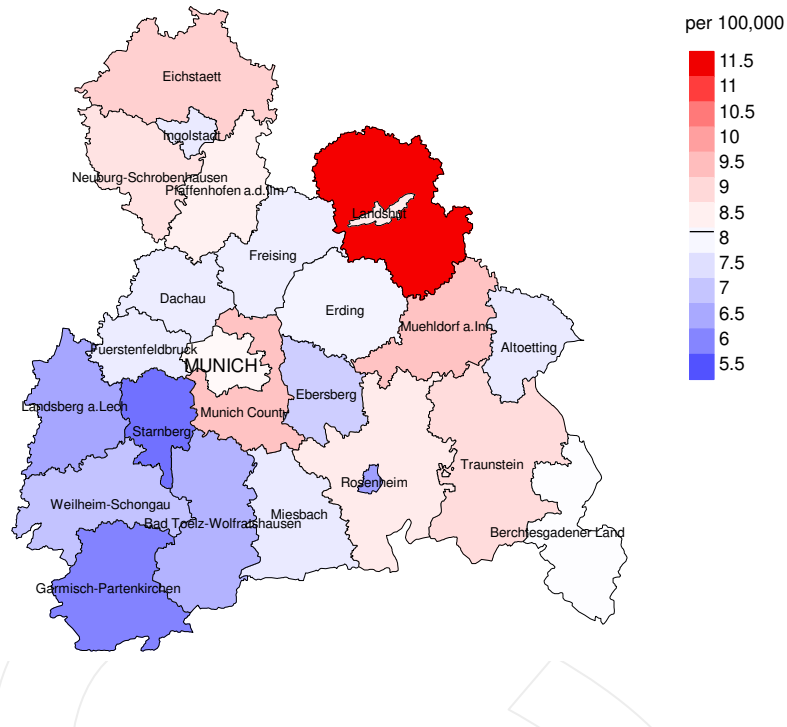 per 100,000
11.5
11
10.5
10
9.5
9
8.5
8
7.5
7
6.5
6
5.5
Eichstaett
Ingolstadt
Neuburg-Schrobenhausen
Pfaffenhofen a.d.Ilm
Landshut
Freising
Dachau
Erding
Muehldorf a.Inn
Altoetting
Fuerstenfeldbruck
MUNICH
Ebersberg
Landsberg a.Lech
Munich County
Starnberg
Traunstein
Rosenheim
Weilheim-Schongau
Miesbach
Bad Toelz-Wolfratshausen
Berchtesgadener Land
Garmisch-Partenkirchen